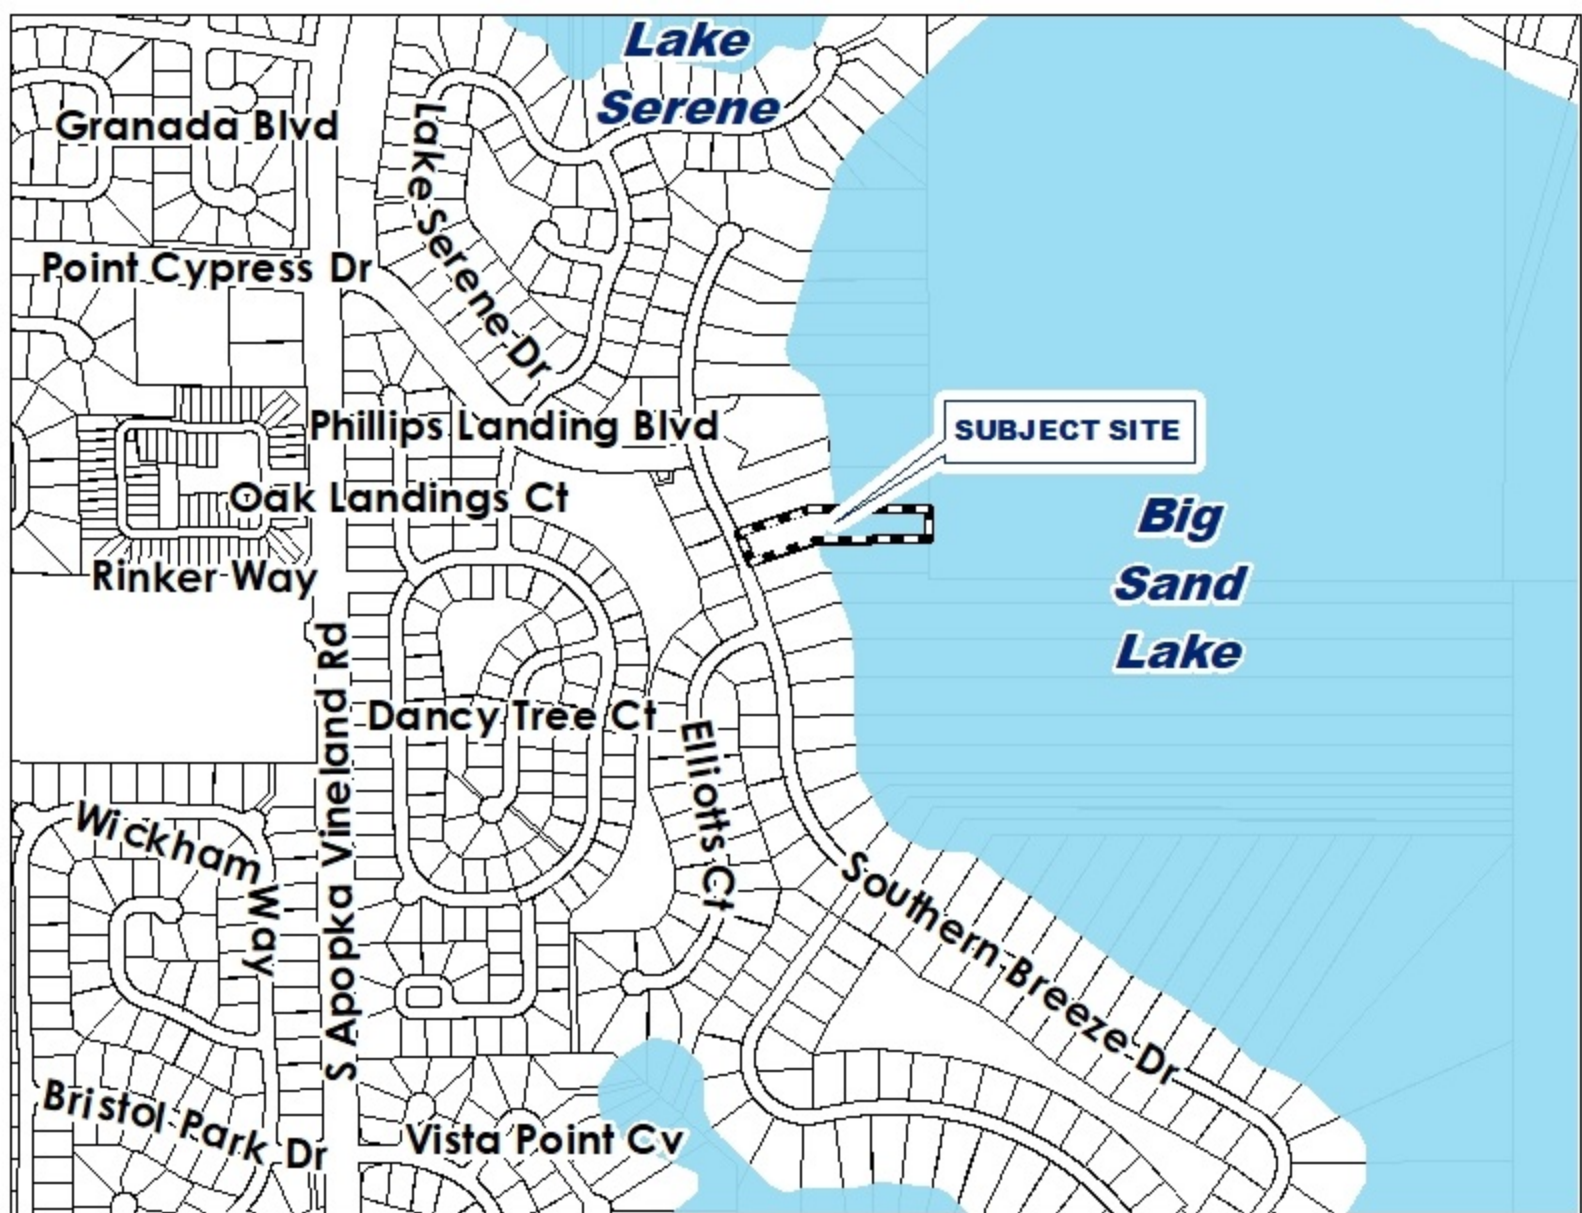 Lake
Serene
Granada Blvd
Lake Serene Dr
Point Cypress Dr
Phillips Landing Blvd
SUBJECT SITE
Oak Landings Ct
Big
Sand
Lake
Rinker Way
S Apopka Vineland Rd
Dancy Tree Ct
Elliotts Ct
Wickham Way
Southern Breeze Dr
Bristol Park Dr
Vista Point Cv